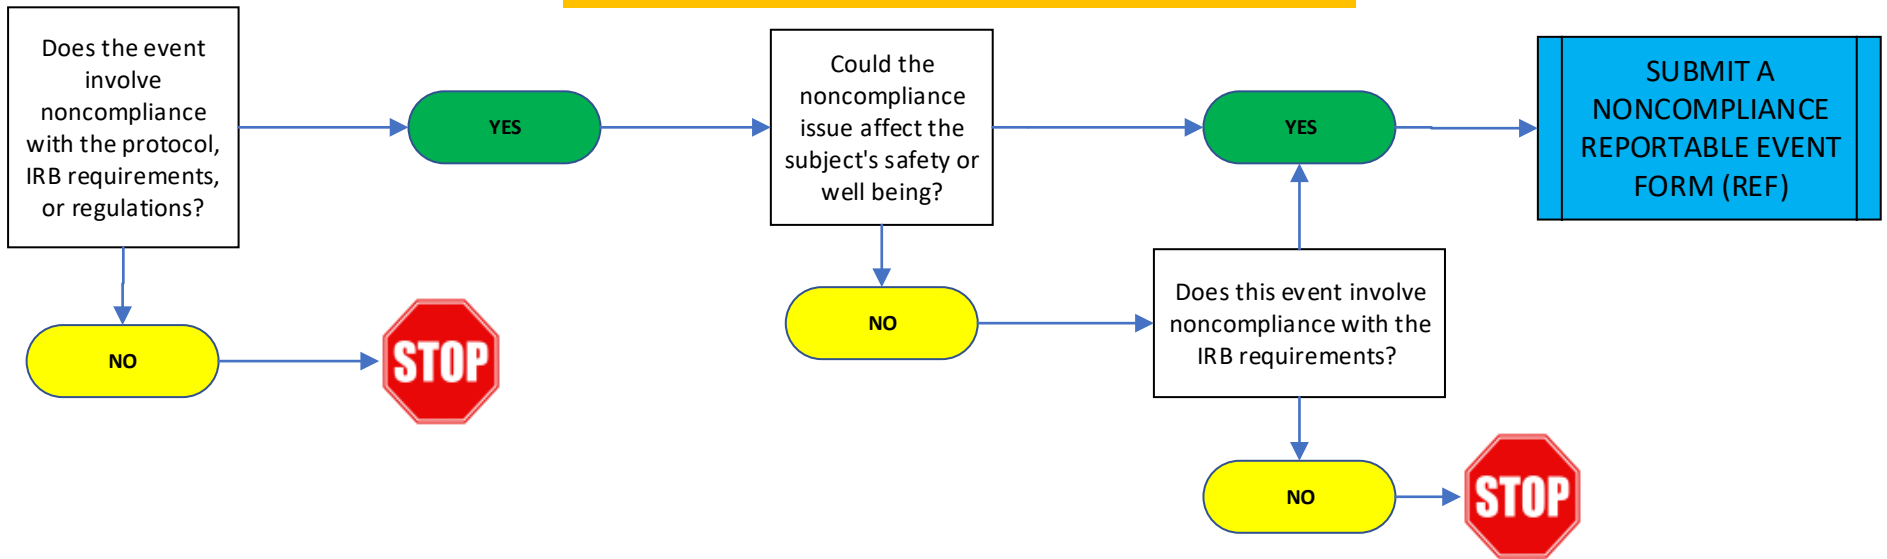 Does the event
involve
noncompliance
with the protocol,
IRB requirements,
or regulations?
YES
Could the
noncompliance
issue affect the
subject's safety or
well being?
YES
SUBMIT A
NONCOMPLIANCE
REPORTABLE EVENT
FORM (REF)
NO
STOP
NO
Does this event involve
noncompliance with the
IRB requirements?
NO
STOP